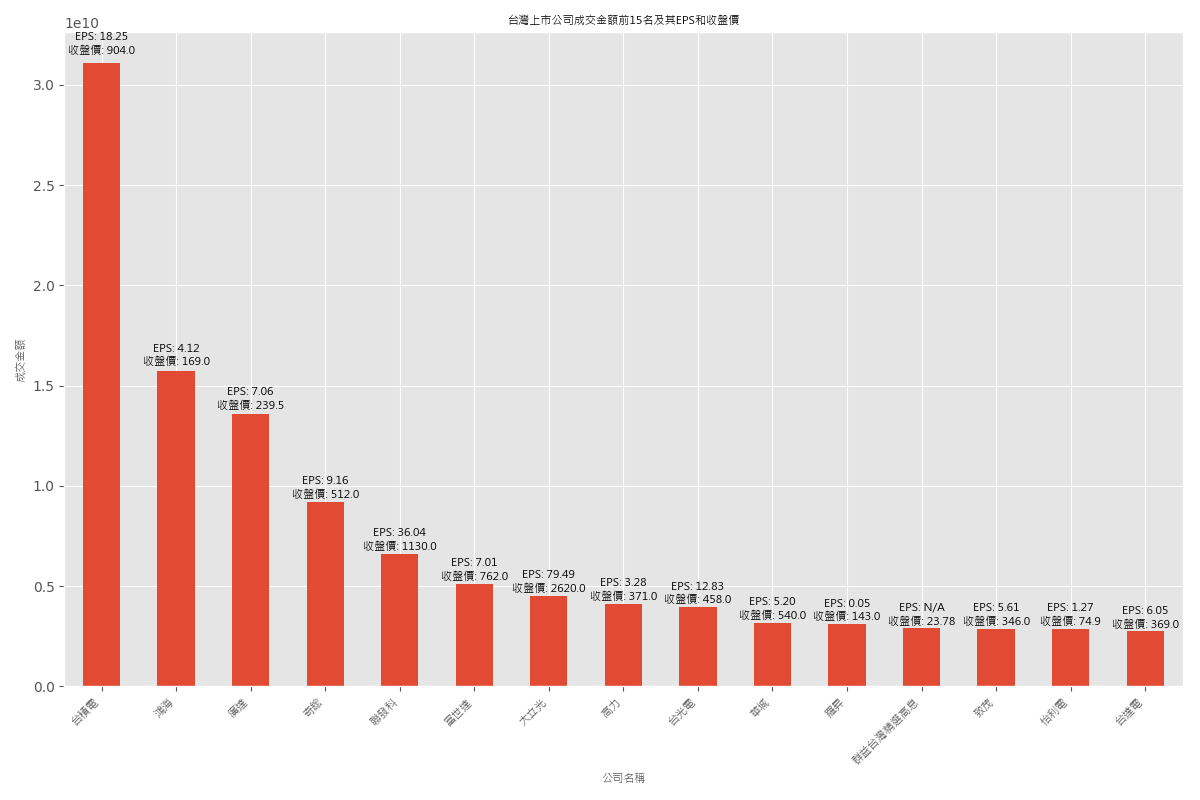 台灣上市公司成交金額前15名及其EPS和收盤價
1e10
EPS: 18.25
收盤價: 904.0
3.0
2.5
2.0
EPS: 4.12
收盤價: 169.0
成交金額
1.5
EPS: 7.06
收盤價: 239.5
1.0
EPS: 9.16
收盤價: 512.0
EPS: 36.04
收盤價: 1130.0
EPS: 7.01
收盤價: 762.0
EPS: 79.49
收盤價: 2620.0
0.5
EPS: 3.28
收盤價: 371.0
EPS: 12.83
收盤價: 458.0
EPS: 5.20
收盤價: 540.0
EPS: 0.05
收盤價: 143.0
EPS: N/A
收盤價: 23.78
EPS: 5.61
收盤價: 346.0
EPS: 1.27
收盤價: 74.9
EPS: 6.05
收盤價: 369.0
0.0
台積電
鴻海
廣達
奇鋐
聯發科
富世達
大立光
高力
台光電
華城
羅昇
群益台灣精選高息
致茂
怡利電
台達電
公司名稱